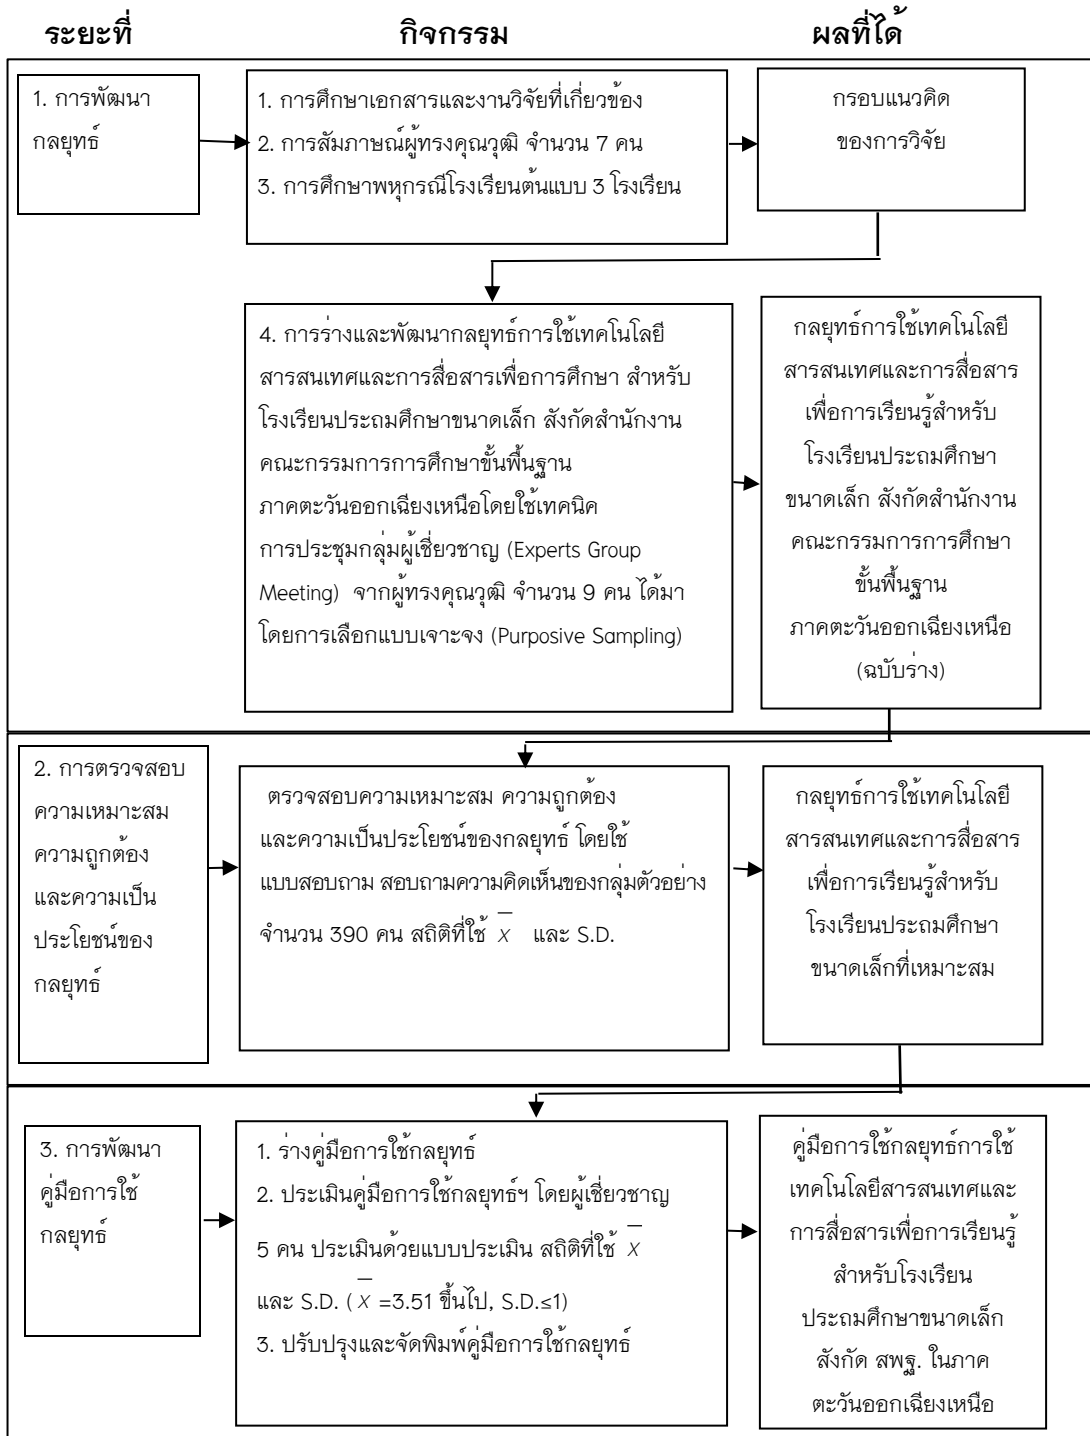 ระยะที่ กิจกรรม ผลที่ได้
1. การพัฒนา
กลยุทธ์
1. การศึกษาเอกสารและงานวิจัยที่เกี่ยวข้อง
2. การสัมภาษณ์ผู้ทรงคุณวุฒิ จำนวน 7 คน
3. การศึกษาพหุกรณีโรงเรียนต้นแบบ 3 โรงเรียน
กรอบแนวคิด
ของการวิจัย
4. การร่างและพัฒนากลยุทธ์การใช้เทคโนโลยี
สารสนเทศและการสื่อสารเพื่อการศึกษา สำหรับ
โรงเรียนประถมศึกษาขนาดเล็ก สังกัดสำนักงาน
คณะกรรมการการศึกษาขั้นพื้นฐาน
ภาคตะวันออกเฉียงเหนือโดยใช้เทคนิค
การประชุมกลุ่มผู้เชี่ยวชาญ (Experts Group
Meeting) จากผู้ทรงคุณวุฒิ จำนวน 9 คน ได้มา
โดยการเลือกแบบเจาะจง (Purposive Sampling)
กลยุทธ์การใช้เทคโนโลยี
สารสนเทศและการสื่อสาร
เพื่อการเรียนรู้สำหรับ
โรงเรียนประถมศึกษา
ขนาดเล็ก สังกัดสำนักงาน
คณะกรรมการการศึกษา
ขั้นพื้นฐาน
ภาคตะวันออกเฉียงเหนือ
(ฉบับร่าง)
2. การตรวจสอบ
ความเหมาะสม
ความถูกต้อง
และความเป็น
ประโยชน์ของ
กลยุทธ์
ตรวจสอบความเหมาะสม ความถูกต้อง
และความเป็นประโยชน์ของกลยุทธ์ โดยใช้
แบบสอบถาม สอบถามความคิดเห็นของกลุ่มตัวอย่าง
จำนวน 390 คน สถิติที่ใช้ x̄ และ S.D.
กลยุทธ์การใช้เทคโนโลยี
สารสนเทศและการสื่อสาร
เพื่อการเรียนรู้สำหรับ
โรงเรียนประถมศึกษา
ขนาดเล็กที่เหมาะสม
3. การพัฒนา
คู่มือการใช้
กลยุทธ์
1. ร่างคู่มือการใช้กลยุทธ์
2. ประเมินคู่มือการใช้กลยุทธ์ฯ โดยผู้เชี่ยวชาญ
5 คน ประเมินด้วยแบบประเมิน สถิติที่ใช้ x̄
และ S.D. ( x̄ =3.51 ขึ้นไป, S.D.≤1)
3. ปรับปรุงและจัดพิมพ์คู่มือการใช้กลยุทธ์
คู่มือการใช้กลยุทธ์การใช้
เทคโนโลยีสารสนเทศและ
การสื่อสารเพื่อการเรียนรู้
สำหรับโรงเรียน
ประถมศึกษาขนาดเล็ก
สังกัด สพฐ. ในภาค
ตะวันออกเฉียงเหนือ